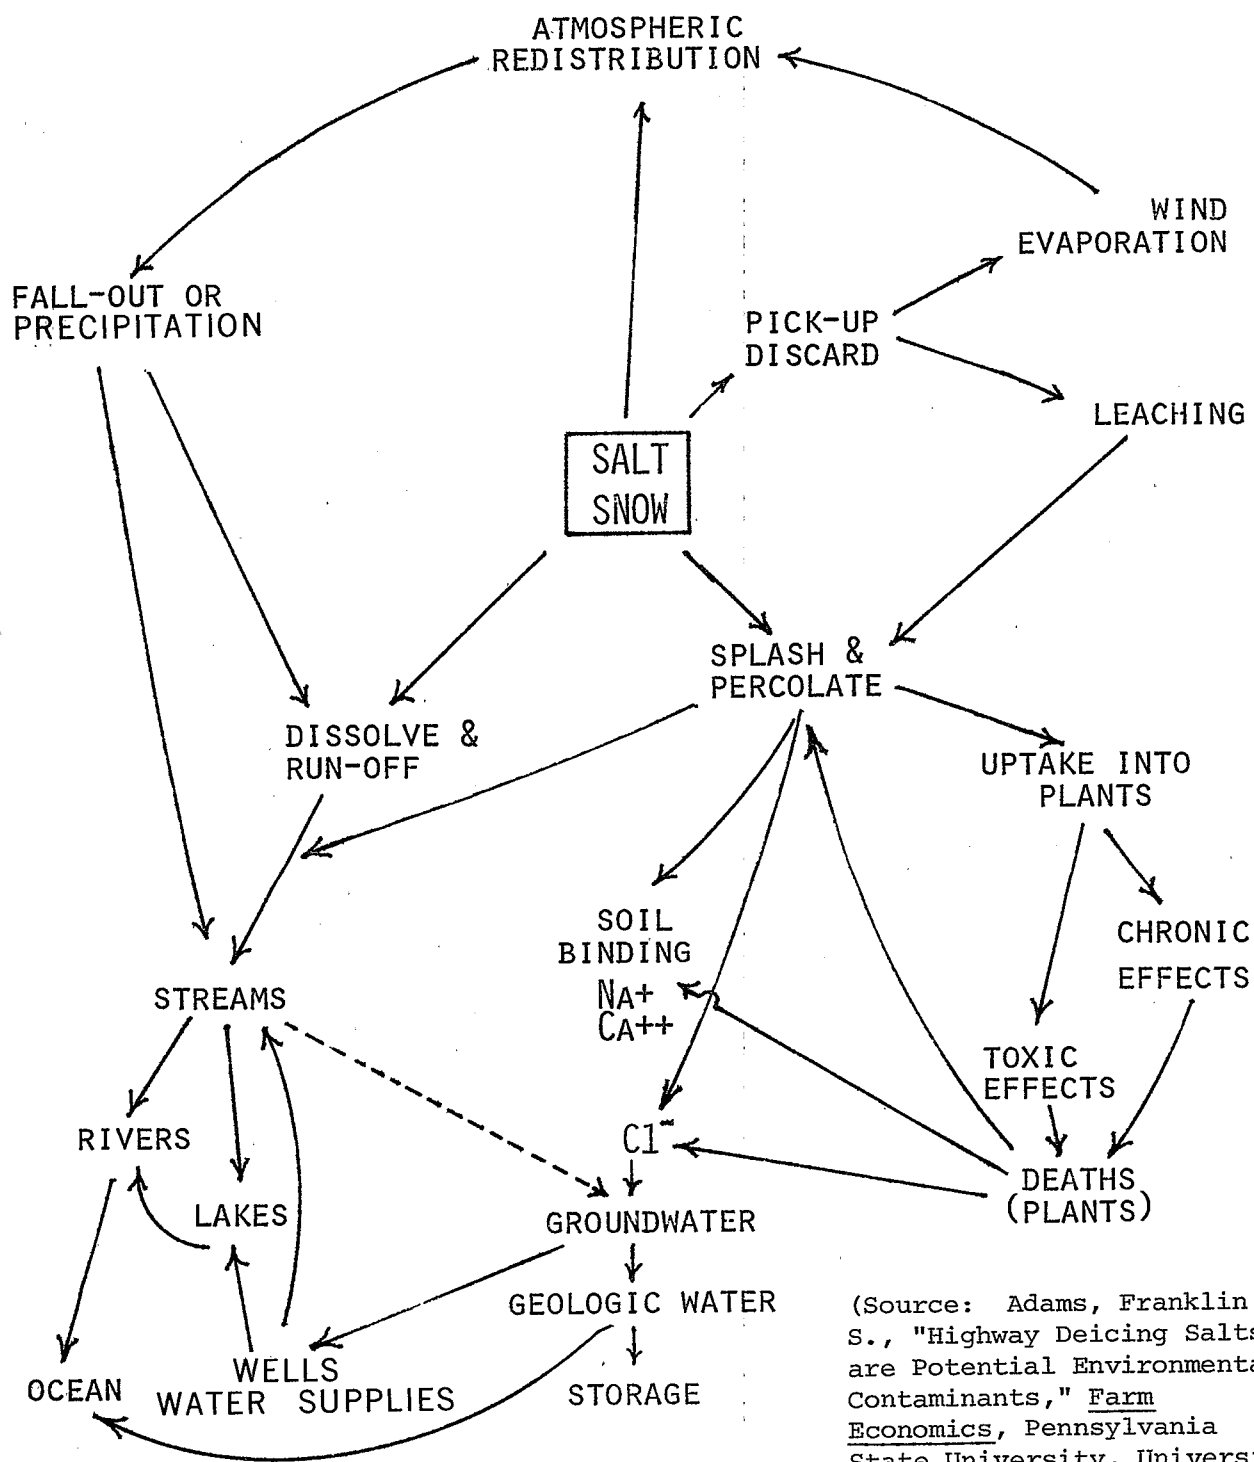 ATMOSPHERIC
REDISTRIBUTION
WIND
EVAPORATION
FALL-OUT OR
PRECIPITATION
PICK-UP
DISCARD
LEACHING
SALT
SNOW
SPLASH &
PERCOLATE
DISSOLVE &
RUN-OFF
UPTAKE INTO
PLANTS
SOIL
BINDING
NA+
CA++
CHRONIC
EFFECTS
STREAMS
TOXIC
EFFECTS
RIVERS
Cl⁻
DEATHS
(PLANTS)
LAKES
GROUNDWATER
GEOLOGIC WATER
WELLS
WATER SUPPLIES
OCEAN
STORAGE
(Source: Adams, Franklin
S., "Highway Deicing Salts
are Potential Environmenta
Contaminants," Farm
Economics, Pennsylvania
State University, Universi